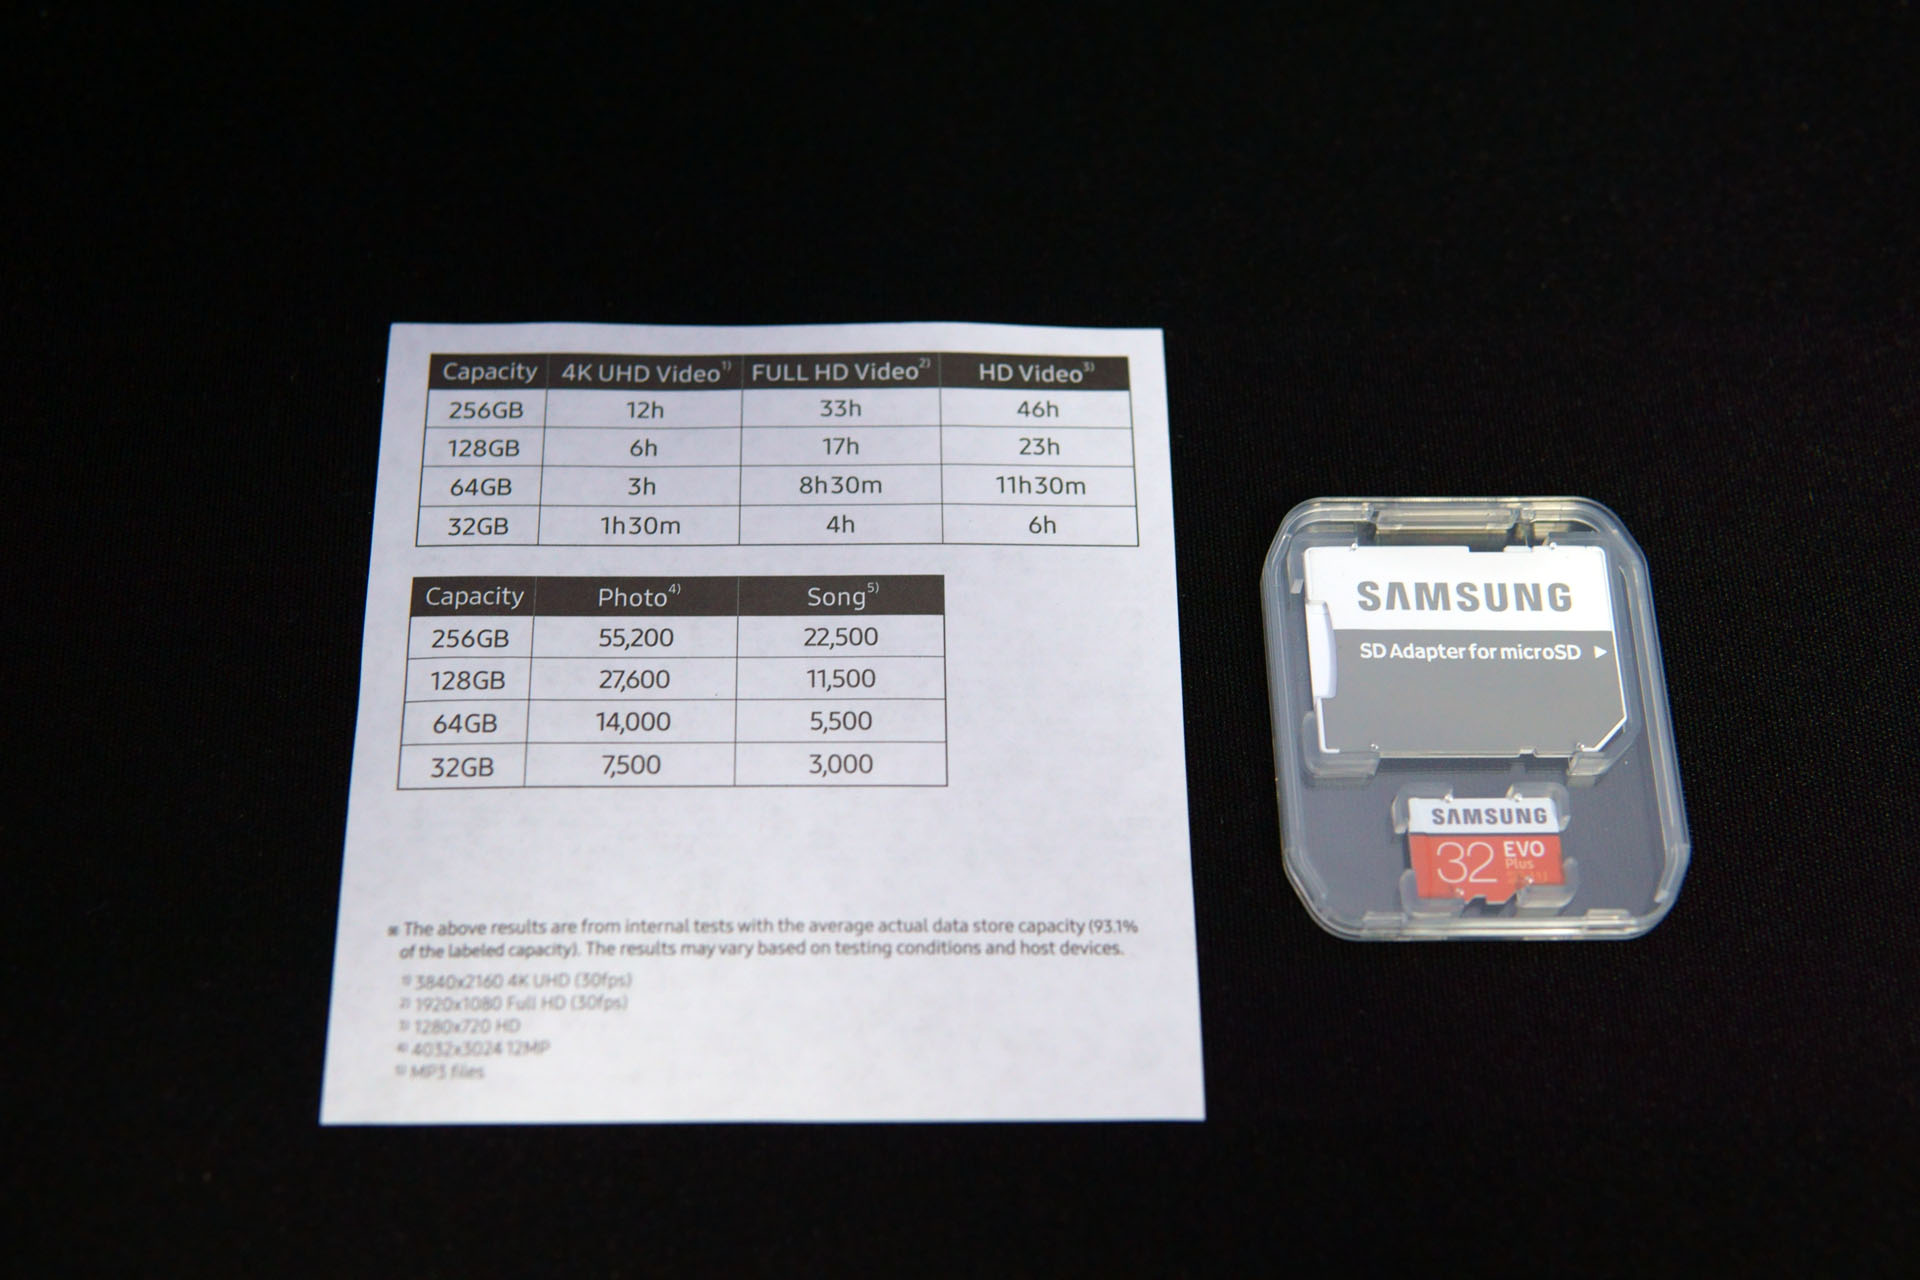 Capacity 4K UHD Video1) FULL HD Video2) HD Video3)
256GB 12h 33h 46h
128GB 6h 17h 23h
64GB 3h 8h30m 11h30m
32GB 1h30m 4h 6h
Capacity Photo4) Song5)
256GB 55,200 22,500
128GB 27,600 11,500
64GB 14,000 5,500
32GB 7,500 3,000
※ The above results are from internal tests with the average actual data store capacity (93.1%
of the labeled capacity). The results may vary based on testing conditions and host devices.
1) 3840x2160 4K UHD (30fps)
2) 1920x1080 Full HD (30fps)
3) 1280x720 HD
4) 4032x3024 12MP
5) MP3 files
SAMSUNG
SD Adapter for microSD ▶
SAMSUNG
32 EVO
Plus